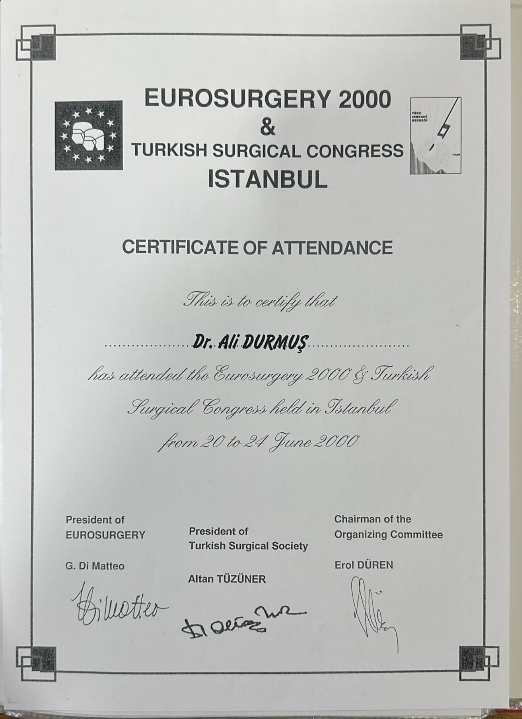 EUROSURGERY 2000
&
TURKISH SURGICAL CONGRESS
ISTANBUL
CERTIFICATE OF ATTENDANCE
This is to certify that
Dr. Ali DURMUŞ
has attended the Eurosurgery 2000 & Turkish
Surgical Congress held in Istanbul
from 20 to 24 June 2000
President of
EUROSURGERY
G. Di Matteo
President of
Turkish Surgical Society
Altan TÜZÜNER
Chairman of the
Organizing Committee
Erol DÜREN